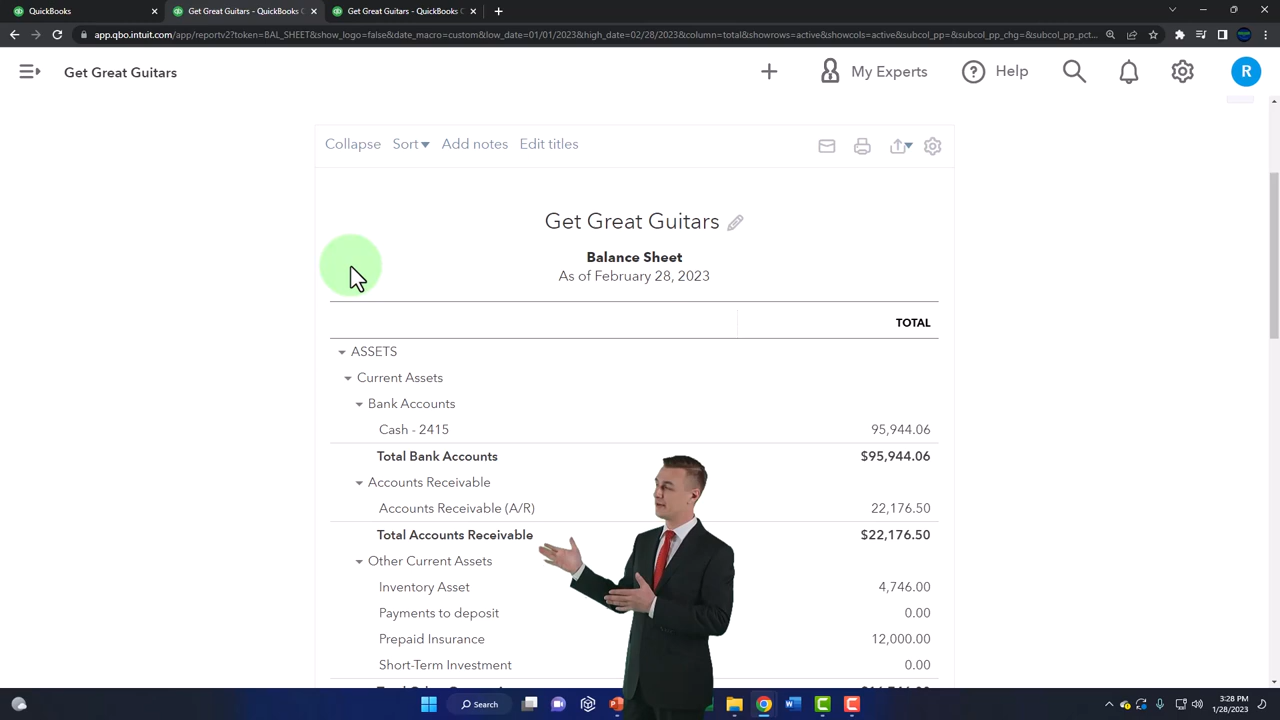 Get Great Guitars - QuickBooks C
Get Great Guitars - QuickBooks C
app.qbo.intuit.com/app/reportv2?token=BAL_SHEET&show_logo=false&date_macro=custom&low_date=01/01/2023&high_date=02/28/2023&column=total&showrows=active&showcols=active&subcol_pp=&subcol_pp_chg=&subcol_pp_pct...
Get Great Guitars
My Experts
Help
R
Collapse Sort Add notes Edit titles
Get Great Guitars
Balance Sheet
As of February 28, 2023
TOTAL
ASSETS
Current Assets
Bank Accounts
Cash - 2415 95,944.06
Total Bank Accounts $95,944.06
Accounts Receivable
Accounts Receivable (A/R) 22,176.50
Total Accounts Receivable $22,176.50
Other Current Assets
Inventory Asset 4,746.00
Payments to deposit 0.00
Prepaid Insurance 12,000.00
Short-Term Investment 0.00
Search
3:28 PM
1/28/2023